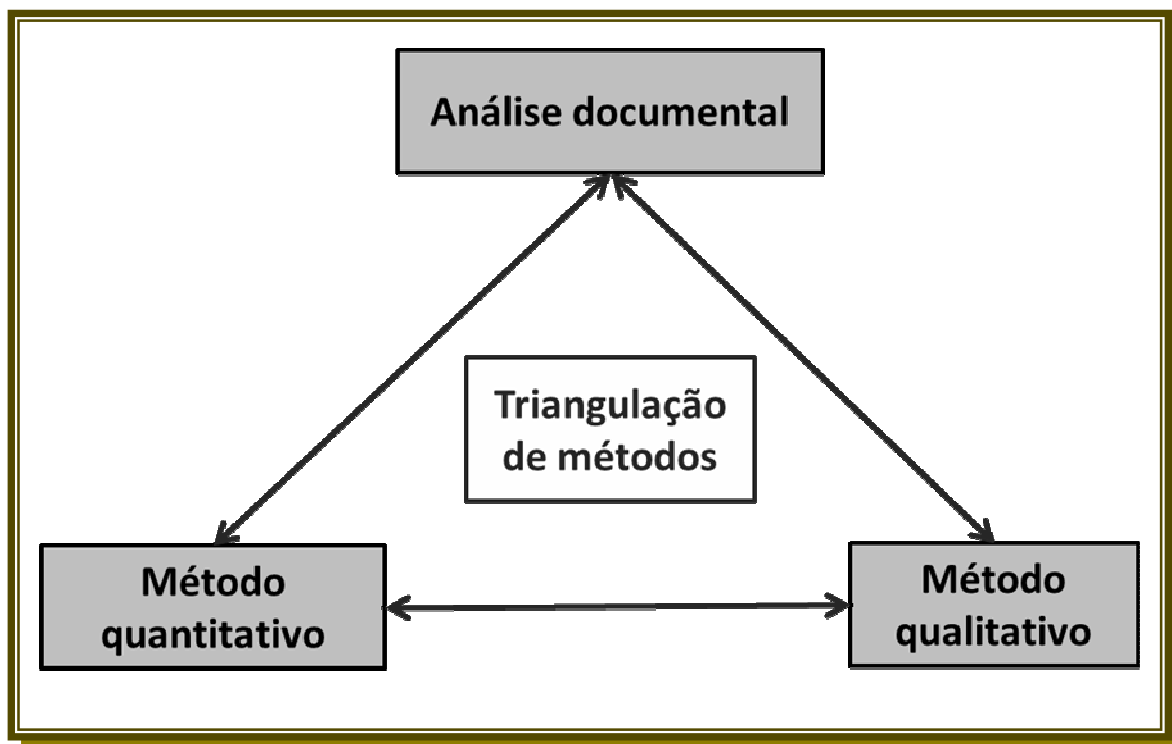 Análise documental
Triangulação
de métodos
Método
quantitativo
Método
qualitativo